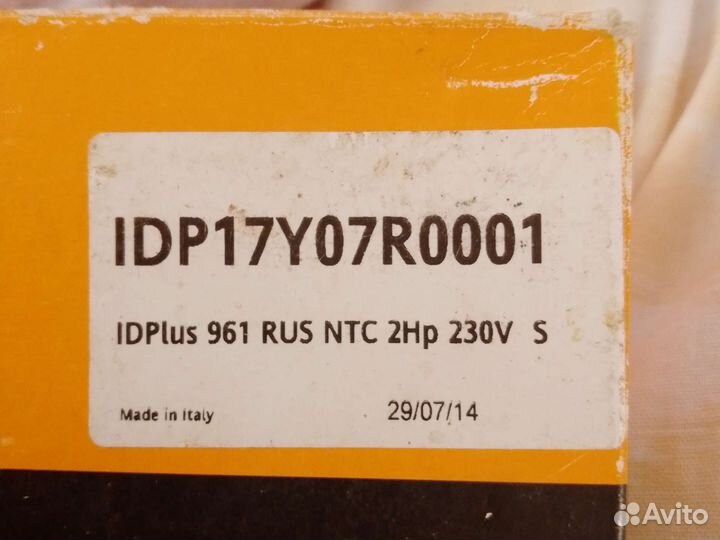 IDP17Y07R0001
IDPlus 961 RUS NTC 2Hp 230V S
Made in Italy 29/07/14
Avito